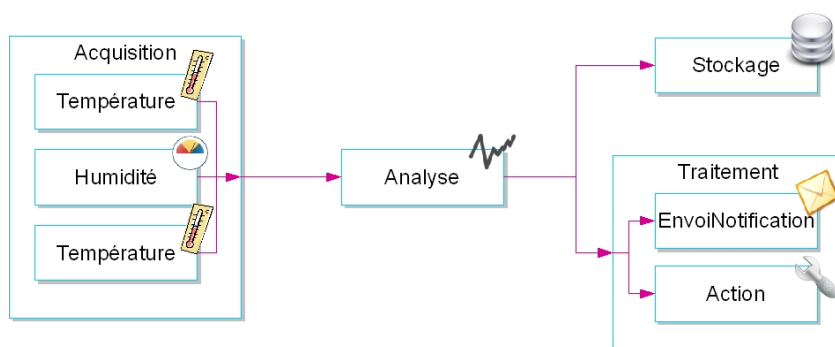 Acquisition
Température
Humidité
Température
Analyse
Stockage
Traitement
EnvoiNotification
Action